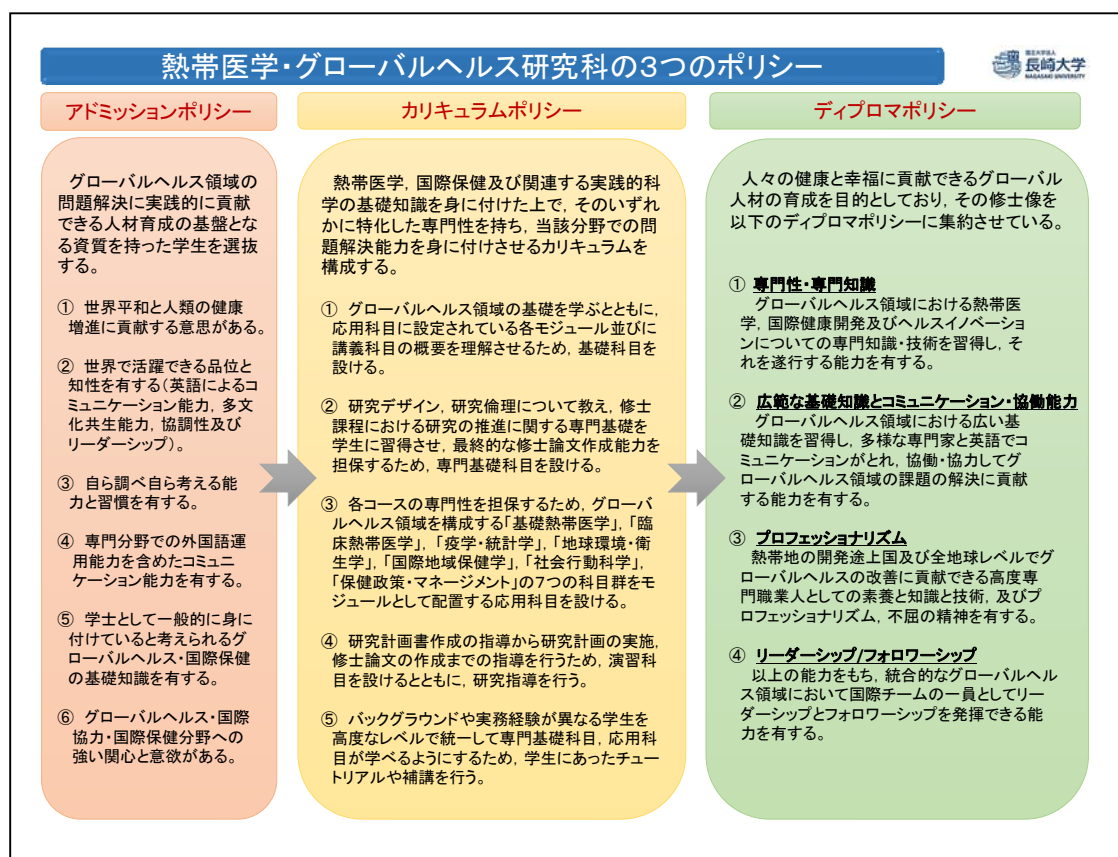 熱帯医学・グローバルヘルス研究科の3つのポリシー
国立大学法人
長崎大学
NAGASAKI UNIVERSITY
アドミッションポリシー
グローバルヘルス領域の
問題解決に実践的に貢献
できる人材育成の基盤とな
る資質を持った学生を選抜
する。
① 世界平和と人類の健康
増進に貢献する意思がある。
② 世界で活躍できる品位と
知性を有する(英語によるコ
ミュニケーション能力, 多文
化共生能力, 協調性及び
リーダーシップ)。
③ 自ら調べ自ら考える能
力と習慣を有する。
④ 専門分野での外国語運
用能力を含めたコミュニ
ケーション能力を有する。
⑤ 学士として一般的に身に
付けていると考えられるグ
ローバルヘルス・国際保健
の基礎知識を有する。
⑥ グローバルヘルス・国際
協力・国際保健分野への
強い関心と意欲がある。
カリキュラムポリシー
熱帯医学, 国際保健及び関連する実践的科
学の基礎知識を身に付けた上で, そのいずれ
かに特化した専門性を持ち, 当該分野での問
題解決能力を身に付けさせるカリキュラムを
構成する。
① グローバルヘルス領域の基礎を学ぶとともに,
応用科目に設定されている各モジュール並びに
講義科目の概要を理解させるため, 基礎科目を
設ける。
② 研究デザイン, 研究倫理について教え, 修士
課程における研究の推進に関する専門基礎を
学生に習得させ, 最終的な修士論文作成能力を
担保するため, 専門基礎科目を設ける。
③ 各コースの専門性を担保するため, グローバ
ルヘルス領域を構成する「基礎熱帯医学」, 「臨
床熱帯医学」, 「疫学・統計学」, 「地球環境・衛
生学」, 「国際地域保健学」, 「社会行動科学」,
「保健政策・マネージメント」の7つの科目群をモ
ジュールとして配置する応用科目を設ける。
④ 研究計画書作成の指導から研究計画の実施,
修士論文の作成までの指導を行うため, 演習科
目を設けるとともに, 研究指導を行う。
⑤ バックグラウンドや実務経験が異なる学生を
高度なレベルで統一して専門基礎科目, 応用科
目が学べるようにするため, 学生にあったチュー
トリアルや補講を行う。
ディプロマポリシー
人々の健康と幸福に貢献できるグローバル
人材の育成を目的としており, その修士像を
以下のディプロマポリシーに集約させている。
① 専門性・専門知識
グローバルヘルス領域における熱帯医
学, 国際健康開発及びヘルスイノベーショ
ンについての専門知識・技術を習得し, そ
れを遂行する能力を有する。
② 広範な基礎知識とコミュニケーション・協働能力
グローバルヘルス領域における広い基
礎知識を習得し, 多様な専門家と英語でコ
ミュニケーションがとれ, 協働・協力してグ
ローバルヘルス領域の課題の解決に貢献
する能力を有する。
③ プロフェッショナリズム
熱帯地の開発途上国及び全地球レベルでグ
ローバルヘルスの改善に貢献できる高度専
門職業人としての素養と知識と技術, 及びプ
ロフェッショナリズム, 不屈の精神を有する。
④ リーダーシップ/フォロワーシップ
以上の能力をもち, 統合的なグローバルヘル
ス領域において国際チームの一員としてリー
ダーシップとフォロワーシップを発揮できる能
力を有する。